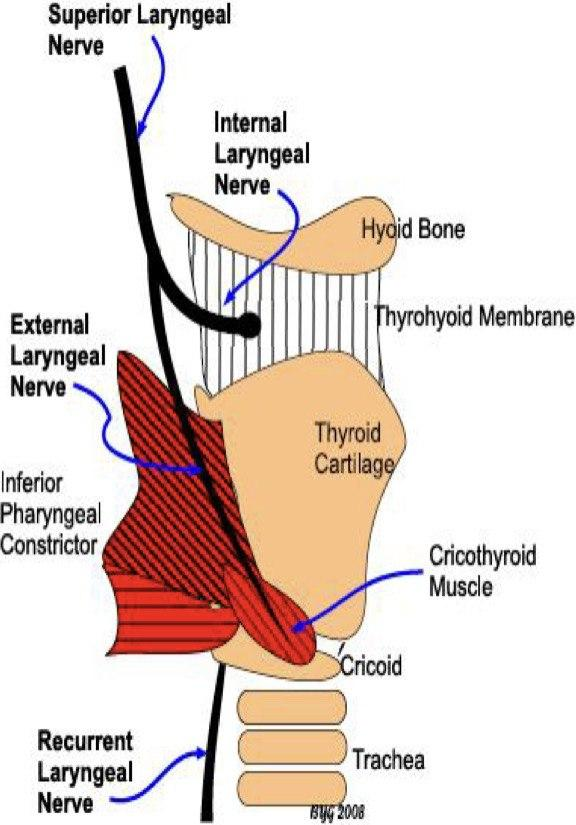 Superior Laryngeal
Nerve
Internal
Laryngeal
Nerve
Hyoid Bone
Thyrohyoid Membrane
External
Laryngeal
Nerve
Thyroid
Cartilage
Inferior
Pharyngeal
Constrictor
Cricothyroid
Muscle
Cricoid
Recurrent
Laryngeal
Nerve
Trachea
2008